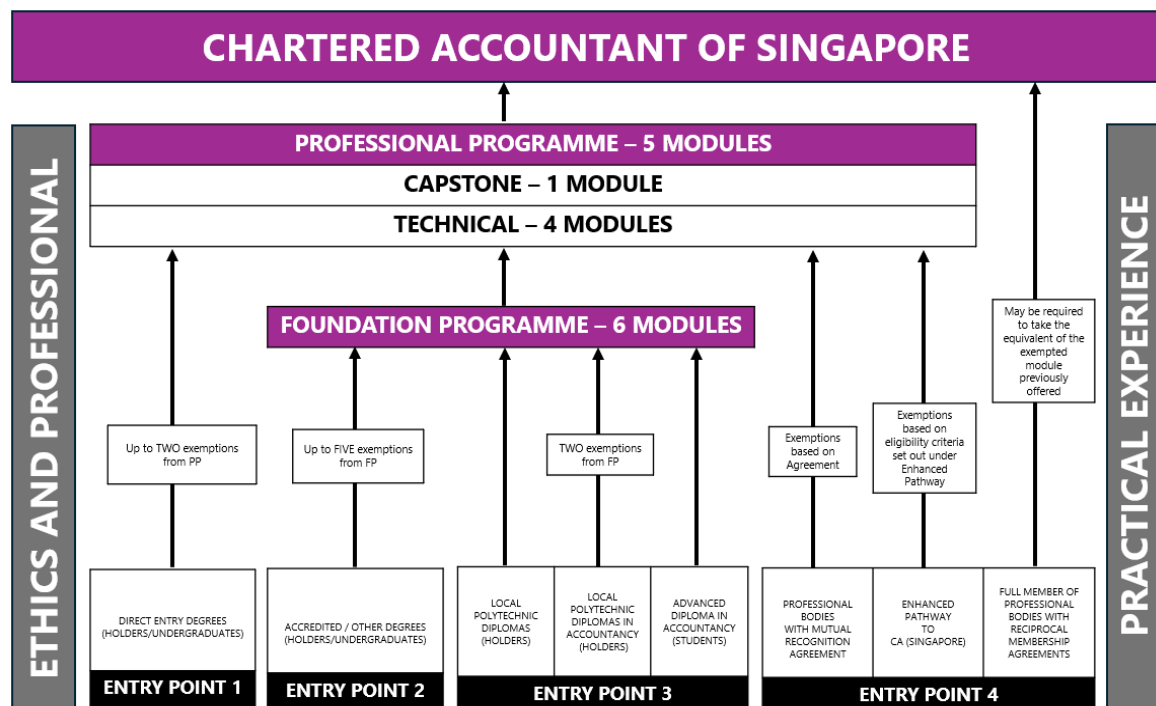 CHARTERED ACCOUNTANT OF SINGAPORE
ETHICS AND PROFESSIONAL
PROFESSIONAL PROGRAMME – 5 MODULES
CAPSTONE – 1 MODULE
TECHNICAL – 4 MODULES
FOUNDATION PROGRAMME – 6 MODULES
May be required
to take the
equivalent of the
exempted
module
previously
offered
Up to TWO exemptions
from PP
Up to FIVE exemptions
from FP
TWO exemptions
from FP
Exemptions
based on
Agreement
Exemptions
based on
eligibility criteria
set out under
Enhanced
Pathway
DIRECT ENTRY DEGREES
(HOLDERS/UNDERGRADUATES)
ENTRY POINT 1
ACCREDITED / OTHER DEGREES
(HOLDERS/UNDERGRADUATES)
ENTRY POINT 2
LOCAL
POLYTECHNIC
DIPLOMAS
(HOLDERS)
LOCAL
POLYTECHNIC
DIPLOMAS IN
ACCOUNTANCY
(HOLDERS)
ADVANCED
DIPLOMA IN
ACCOUNTANCY
(STUDENTS)
ENTRY POINT 3
PROFESSIONAL
BODIES
WITH MUTUAL
RECOGNITION
AGREEMENT
ENHANCED
PATHWAY
TO
CA (SINGAPORE)
FULL MEMBER OF
PROFESSIONAL
BODIES WITH
RECIPROCAL
MEMBERSHIP
AGREEMENTS
ENTRY POINT 4
PRACTICAL EXPERIENCE